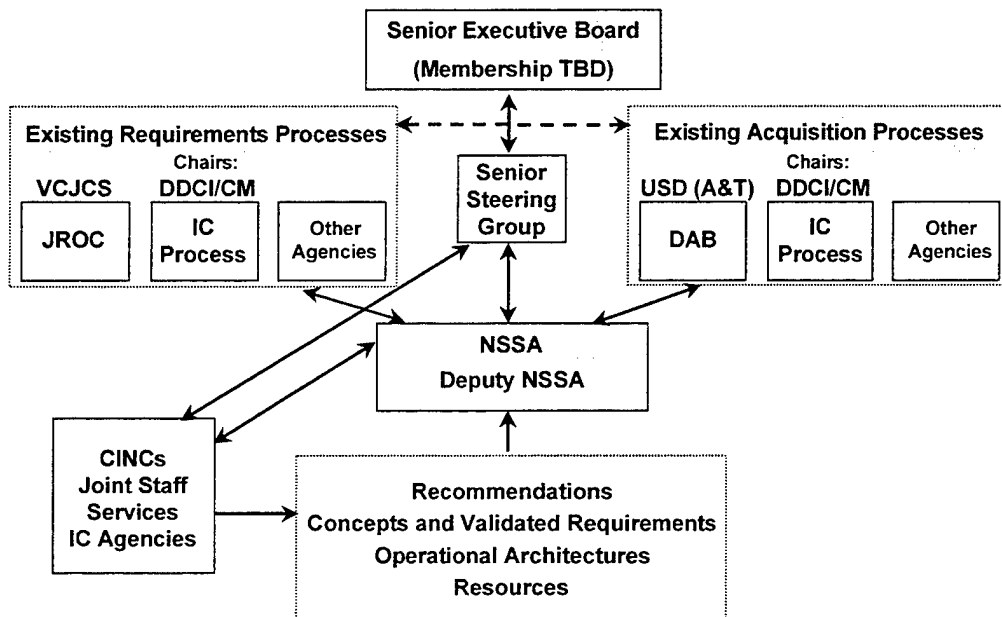 Senior Executive Board
(Membership TBD)
Existing Requirements Processes
Chairs:
VCJCS DDCI/CM
JROC
IC
Process
Other
Agencies
Senior
Steering
Group
Existing Acquisition Processes
Chairs:
USD (A&T) DDCI/CM
DAB
IC
Process
Other
Agencies
NSSA
Deputy NSSA
CINCs
Joint Staff
Services
IC Agencies
Recommendations
Concepts and Validated Requirements
Operational Architectures
Resources